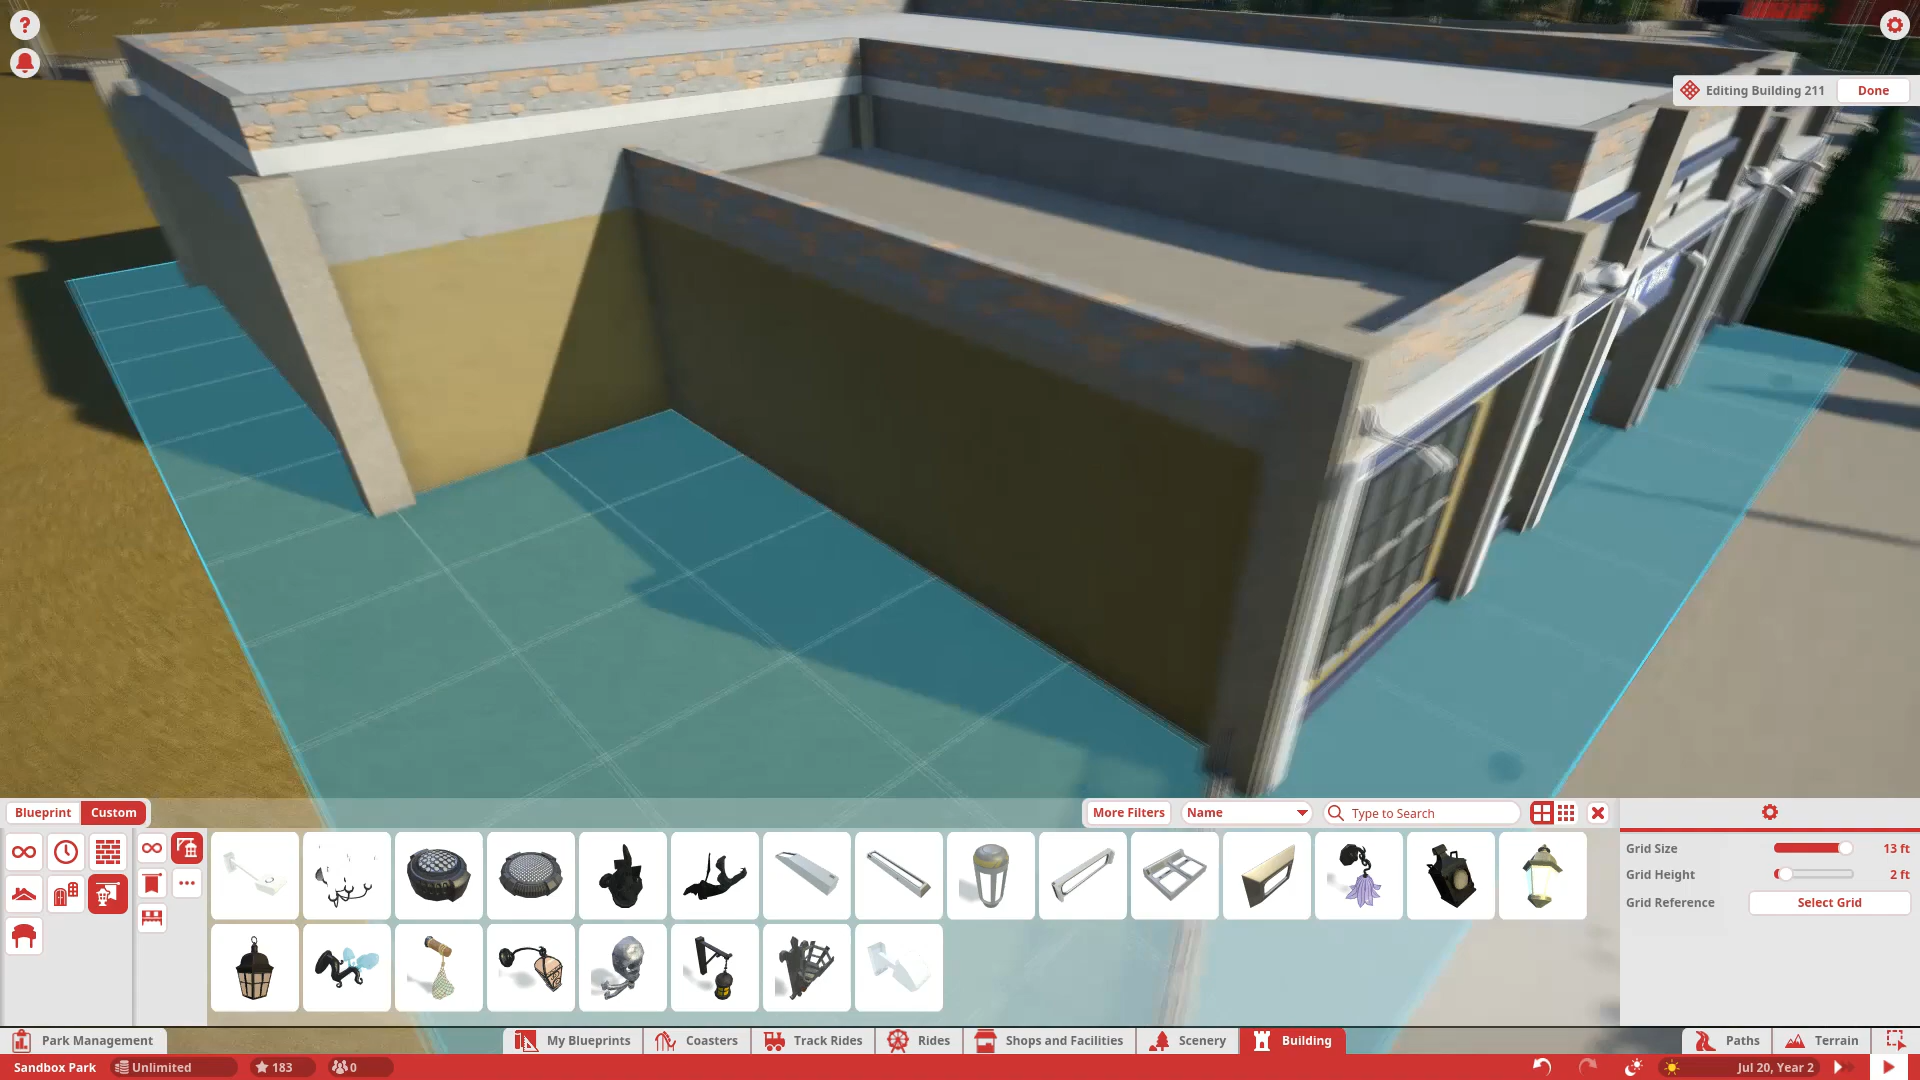 ?
Editing Building 211
Done
Blueprint
Custom
More Filters
Name
Type to Search
Grid Size
13 ft
Grid Height
2 ft
Grid Reference
Select Grid
Park Management
My Blueprints
Coasters
Track Rides
Rides
Shops and Facilities
Scenery
Building
Paths
Terrain
Sandbox Park
Unlimited
183
0
Jul 20, Year 2